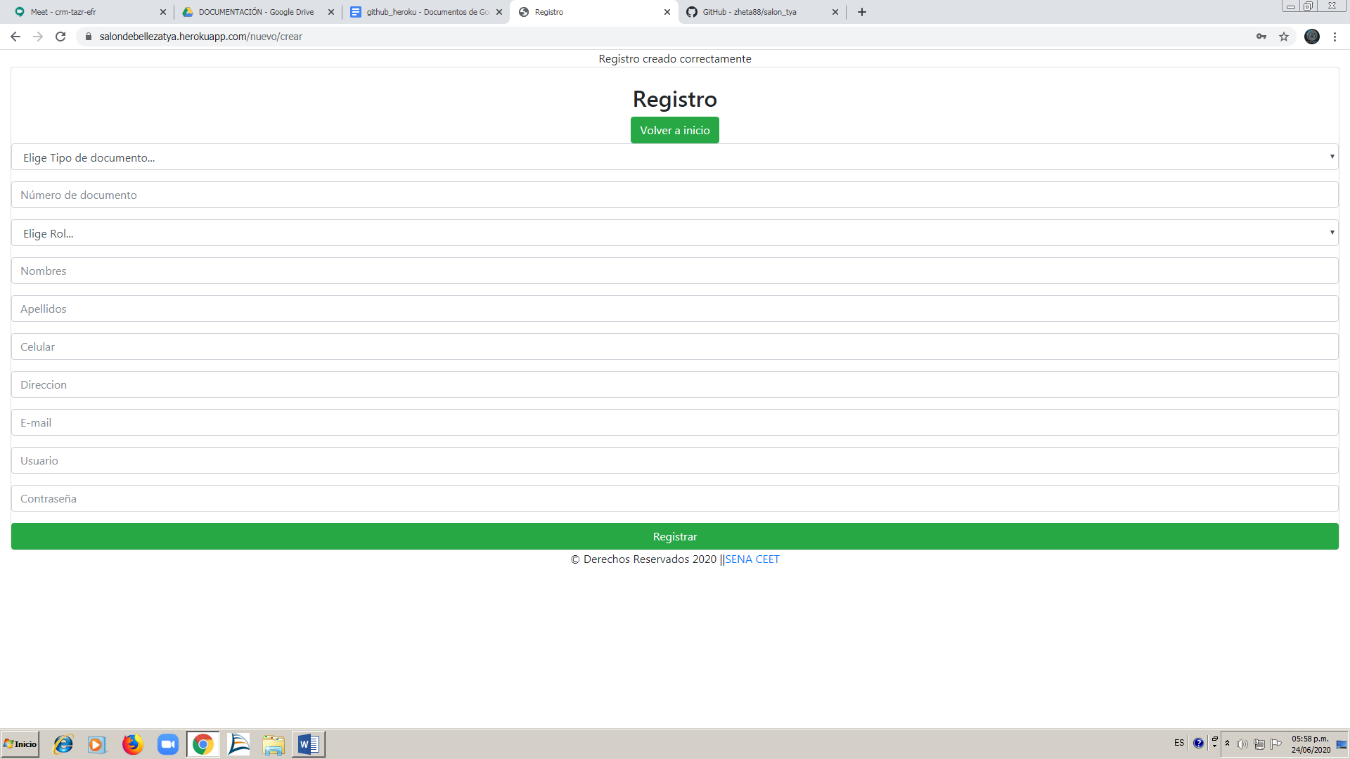 Meet - crm-tazr-efr
DOCUMENTACIÓN - Google Drive
github_heroku - Documentos de Go
Registro
GitHub - zheta88/salon_tya
salondebellezatya.herokuapp.com/nuevo/crear
Registro creado correctamente
Registro
Volver a inicio
Elige Tipo de documento...
Número de documento
Elige Rol...
Nombres
Apellidos
Celular
Direccion
E-mail
Usuario
Contraseña
Registrar
© Derechos Reservados 2020 ||SENA CEET
Inicio
ES
05:58 p.m.
24/06/2020